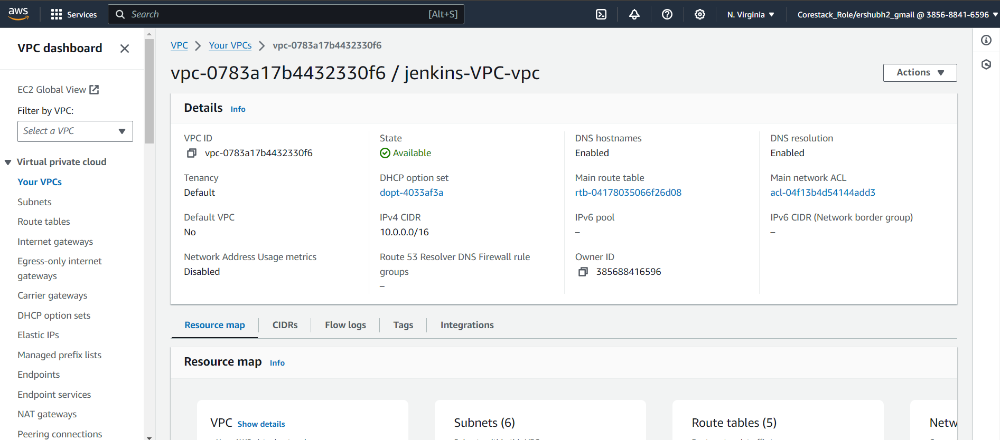 aws
Services
Search
[Alt+S]
N. Virginia
Corestack_Role/ershubh2_gmail @ 3856-8841-6596
VPC dashboard
EC2 Global View
Filter by VPC:
Select a VPC
Virtual private cloud
Your VPCs
Subnets
Route tables
Internet gateways
Egress-only internet
gateways
Carrier gateways
DHCP option sets
Elastic IPs
Managed prefix lists
Endpoints
Endpoint services
NAT gateways
Peering connections
VPC
Your VPCs
vpc-0783a17b4432330f6
vpc-0783a17b4432330f6 / jenkins-VPC-vpc
Actions
Details Info
VPC ID
vpc-0783a17b4432330f6
State
Available
DNS hostnames
Enabled
DNS resolution
Enabled
Tenancy
Default
DHCP option set
dopt-4033af3a
Main route table
rtb-04178035066f26d08
Main network ACL
acl-04f13b4d54144add3
Default VPC
No
IPv4 CIDR
10.0.0.0/16
IPv6 pool
–
IPv6 CIDR (Network border group)
–
Network Address Usage metrics
Disabled
Route 53 Resolver DNS Firewall rule
groups
–
Owner ID
385688416596
Resource map
CIDRs
Flow logs
Tags
Integrations
Resource map Info
VPC Show details
Subnets (6)
Route tables (5)
Netw